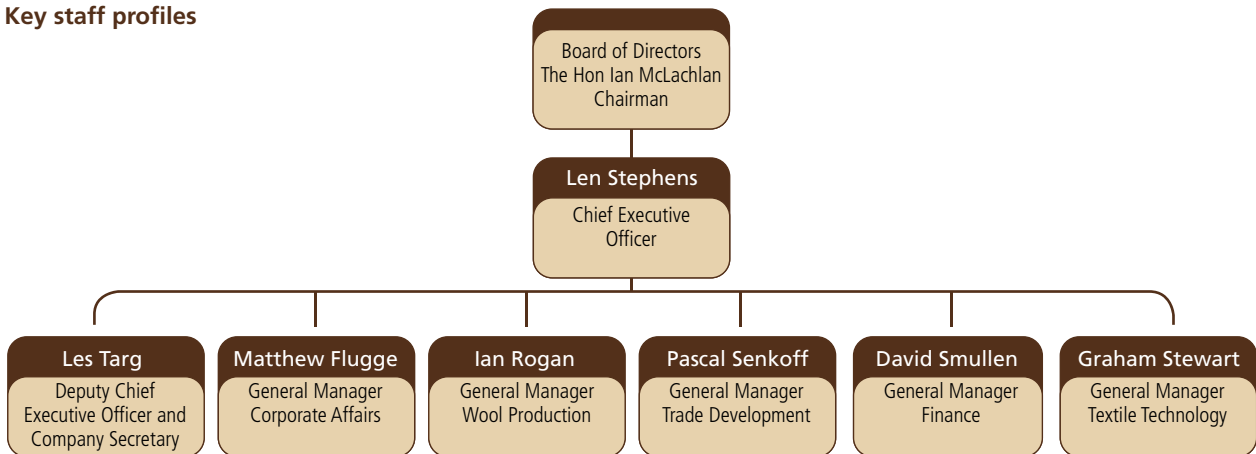 Key staff profiles
Board of Directors
The Hon Ian McLachlan
Chairman
Len Stephens
Chief Executive
Officer
Les Targ
Deputy Chief
Executive Officer and
Company Secretary
Matthew Flugge
General Manager
Corporate Affairs
Ian Rogan
General Manager
Wool Production
Pascal Senkoff
General Manager
Trade Development
David Smullen
General Manager
Finance
Graham Stewart
General Manager
Textile Technology